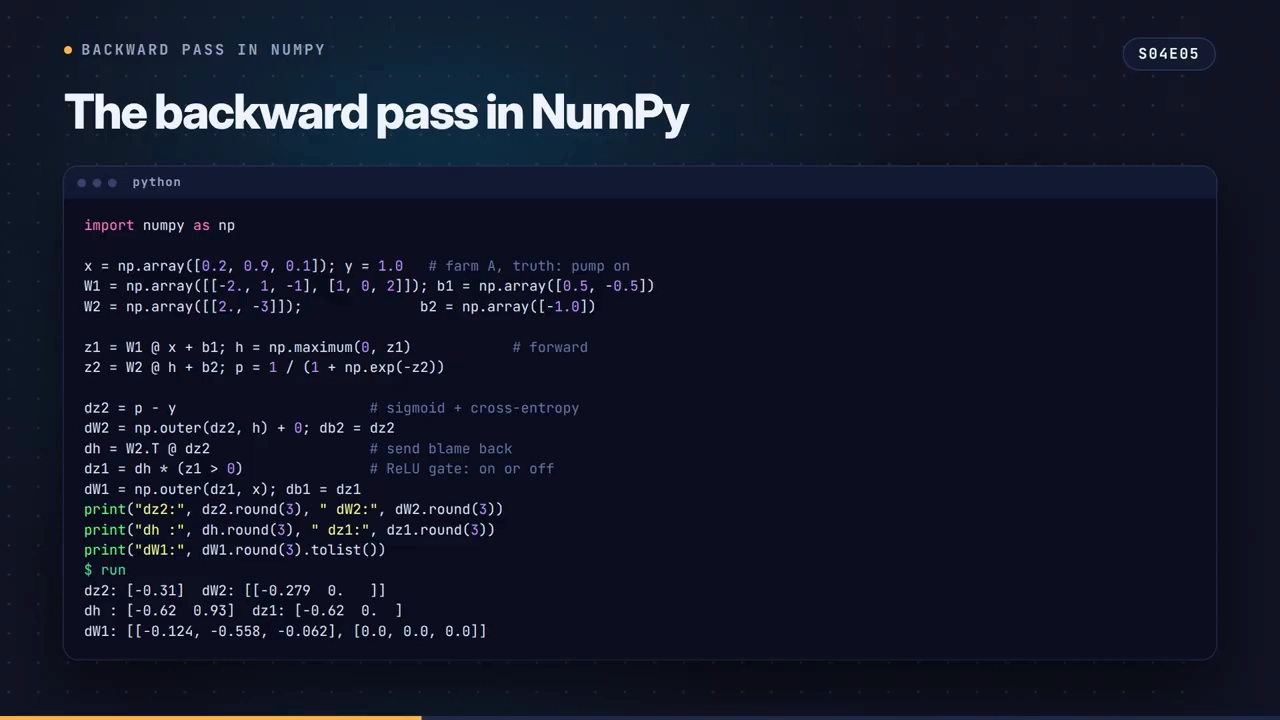 BACKWARD PASS IN NUMPY
S04E05
The backward pass in NumPy
python
import numpy as np
x = np.array([0.2, 0.9, 0.1]); y = 1.0   # farm A, truth: pump on
W1 = np.array([[-2., 1, -1], [1, 0, 2]]); b1 = np.array([0.5, -0.5])
W2 = np.array([[2., -3]]);              b2 = np.array([-1.0])
z1 = W1 @ x + b1; h = np.maximum(0, z1)            # forward
z2 = W2 @ h + b2; p = 1 / (1 + np.exp(-z2))
dz2 = p - y                       # sigmoid + cross-entropy
dW2 = np.outer(dz2, h) + 0; db2 = dz2
dh = W2.T @ dz2                   # send blame back
dz1 = dh * (z1 > 0)               # ReLU gate: on or off
dW1 = np.outer(dz1, x); db1 = dz1
print("dz2:", dz2.round(3), " dW2:", dW2.round(3))
print("dh :", dh.round(3), " dz1:", dz1.round(3))
print("dW1:", dW1.round(3).tolist())
$ run
dz2: [-0.31]  dW2: [[-0.279  0.   ]]
dh : [-0.62  0.93]  dz1: [-0.62  0.  ]
dW1: [[-0.124, -0.558, -0.062], [0.0, 0.0, 0.0]]